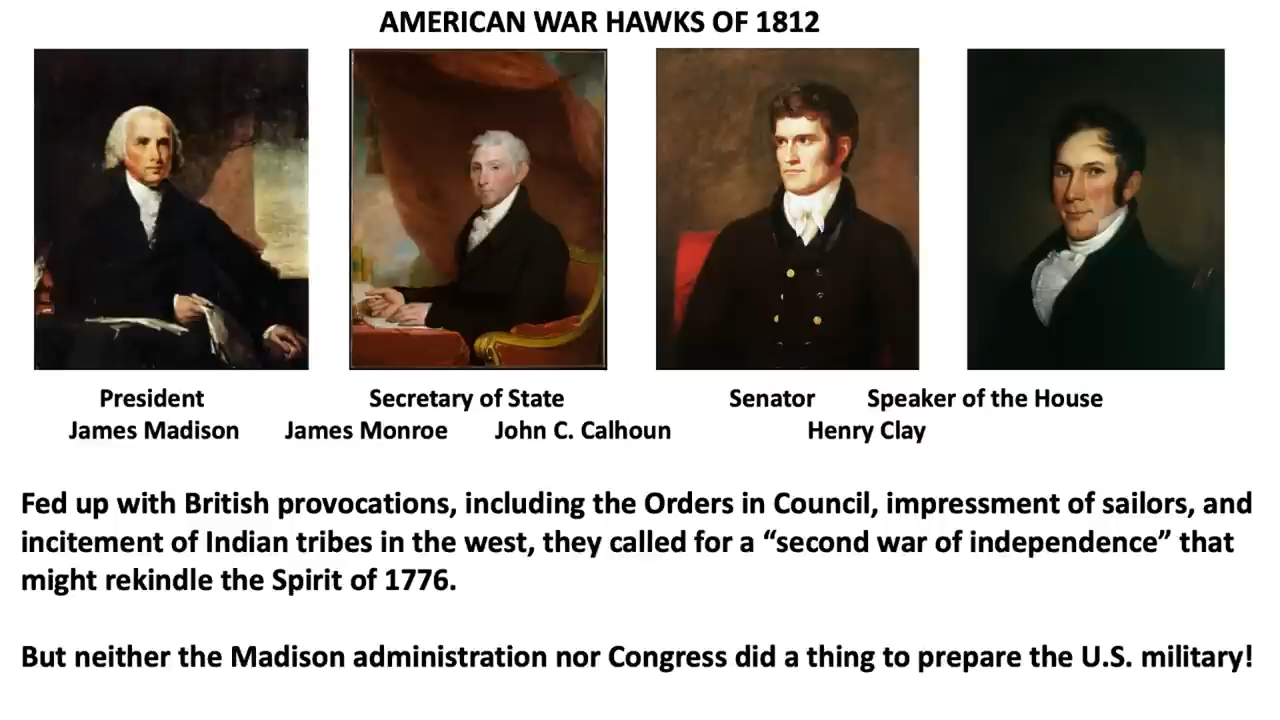 AMERICAN WAR HAWKS OF 1812
President Secretary of State Senator Speaker of the House
James Madison James Monroe John C. Calhoun Henry Clay
Fed up with British provocations, including the Orders in Council, impressment of sailors, and
incitement of Indian tribes in the west, they called for a “second war of independence” that
might rekindle the Spirit of 1776.
But neither the Madison administration nor Congress did a thing to prepare the U.S. military!